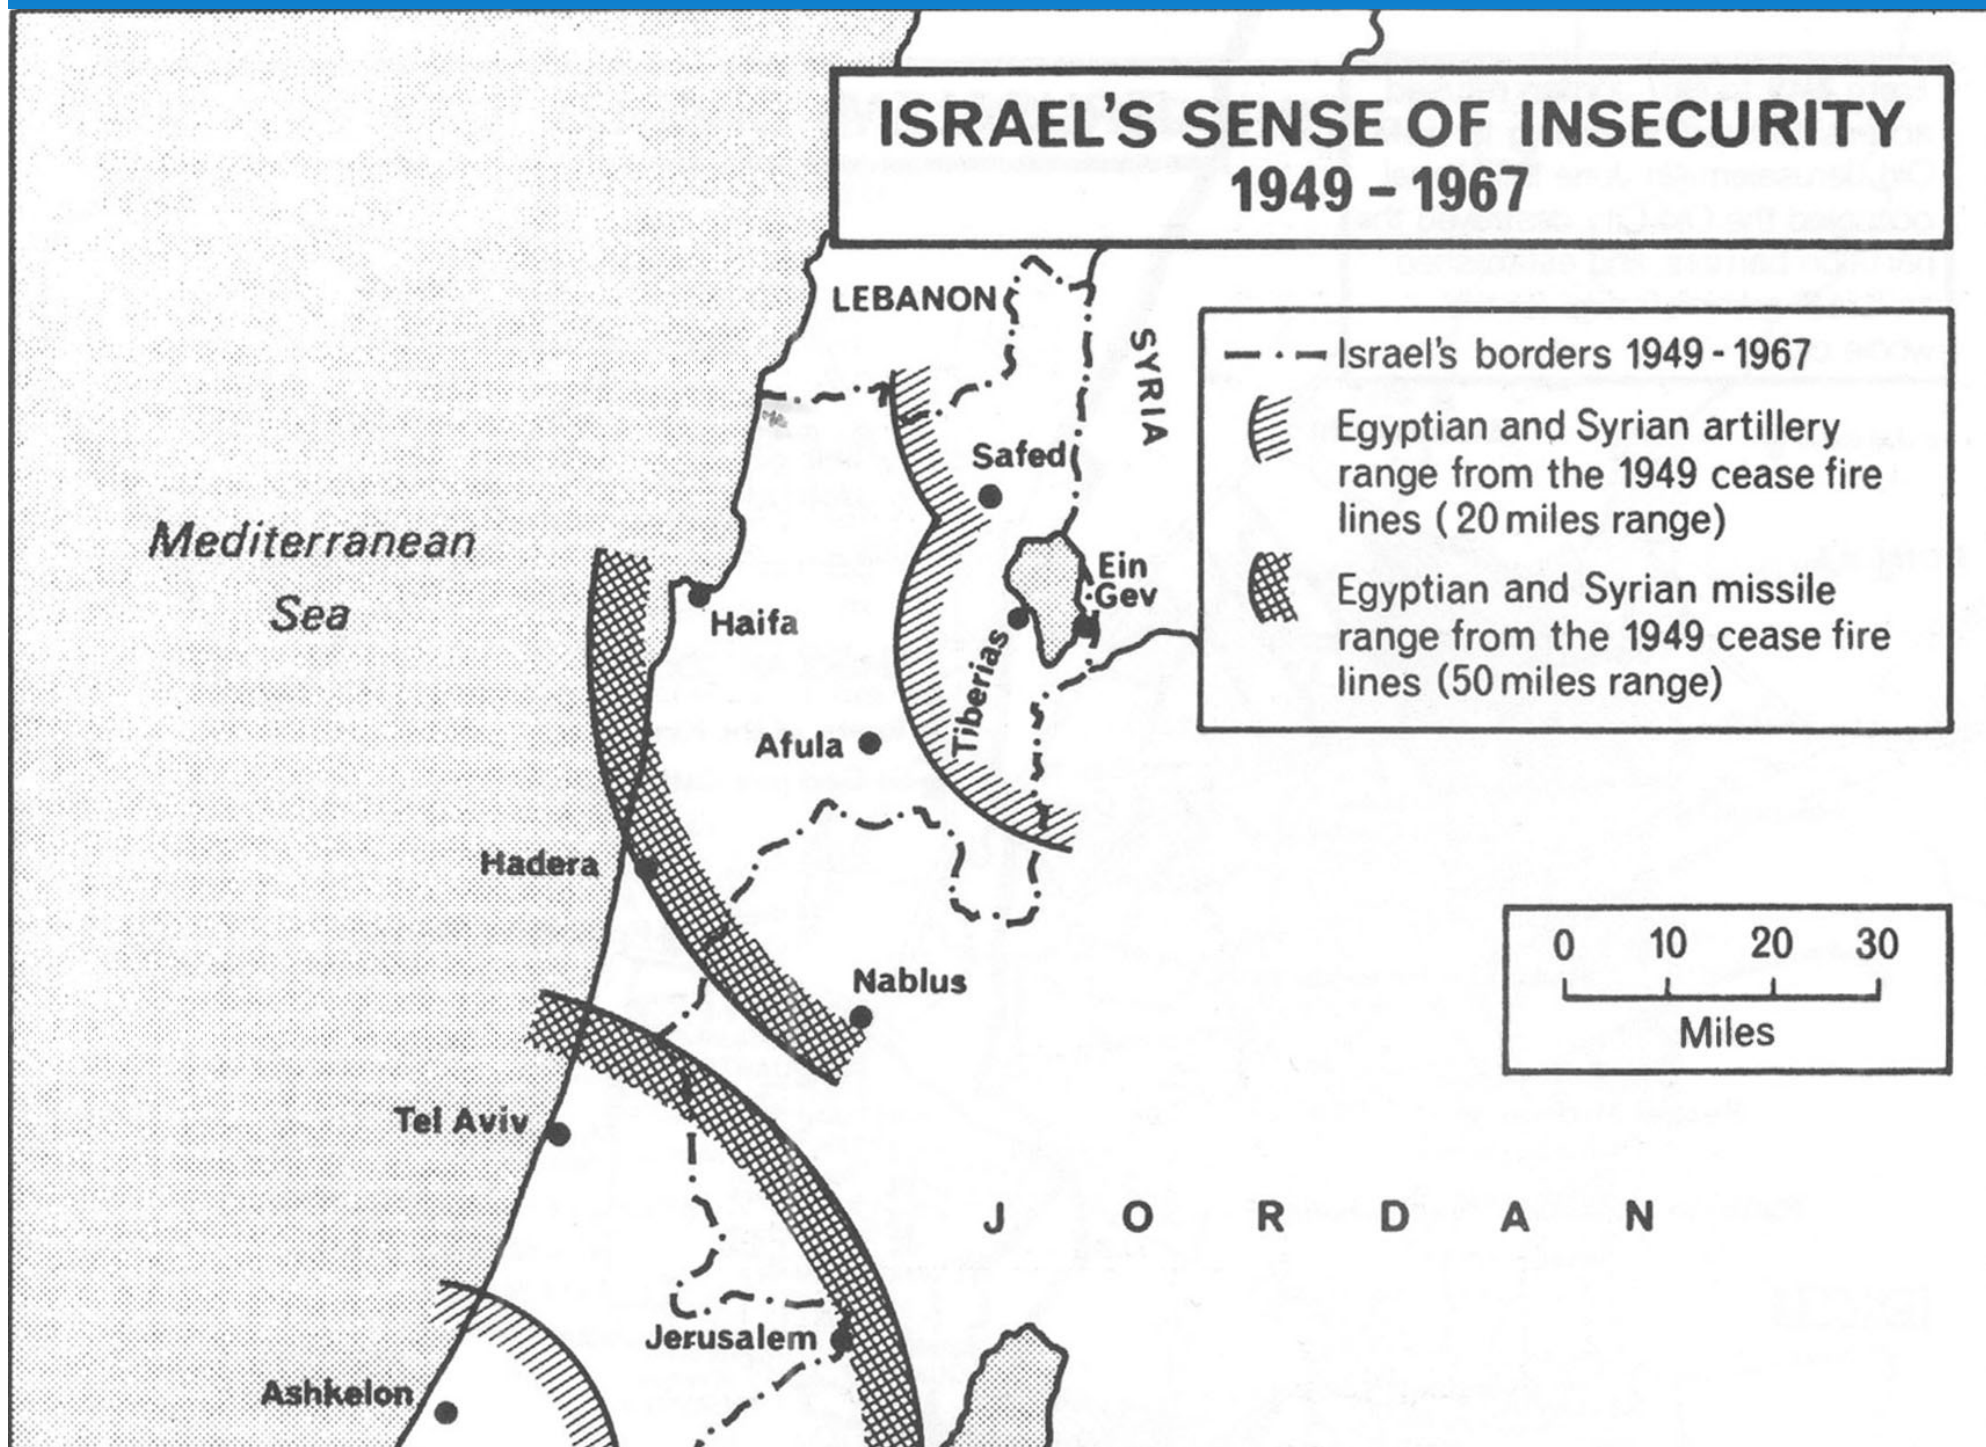 ISRAEL'S SENSE OF INSECURITY
1949 – 1967
LEBANON
SYRIA
Israel's borders 1949 - 1967
Egyptian and Syrian artillery
range from the 1949 cease fire
lines ( 20 miles range)
Egyptian and Syrian missile
range from the 1949 cease fire
lines (50 miles range)
Safed
Mediterranean
Sea
Ein
Gev
Haifa
Tiberias
Afula
Hadera
0 10 20 30
Miles
Nablus
Tel Aviv
JORDAN
Jerusalem
Ashkelon